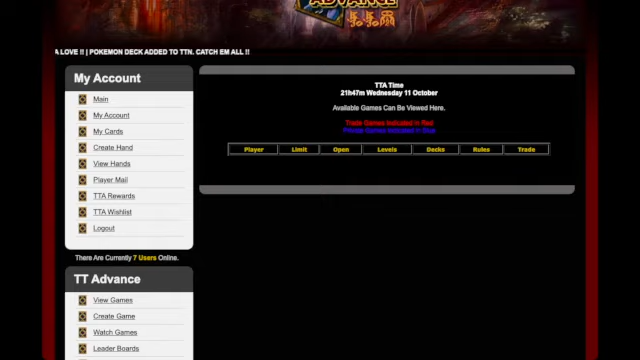 ADVANCE
A LOVE !! | POKEMON DECK ADDED TO TTN. CATCH EM ALL !!
My Account
Main
My Account
My Cards
Create Hand
View Hands
Player Mail
TTA Rewards
TTA Wishlist
Logout
There Are Currently 7 Users Online.
TT Advance
View Games
Create Game
Watch Games
Leader Boards
TTA Time
21h47m Wednesday 11 October
Available Games Can Be Viewed Here.
Trade Games Indicated in Red
Private Games Indicated in Blue
Player Limit Open Levels Decks Rules Trade